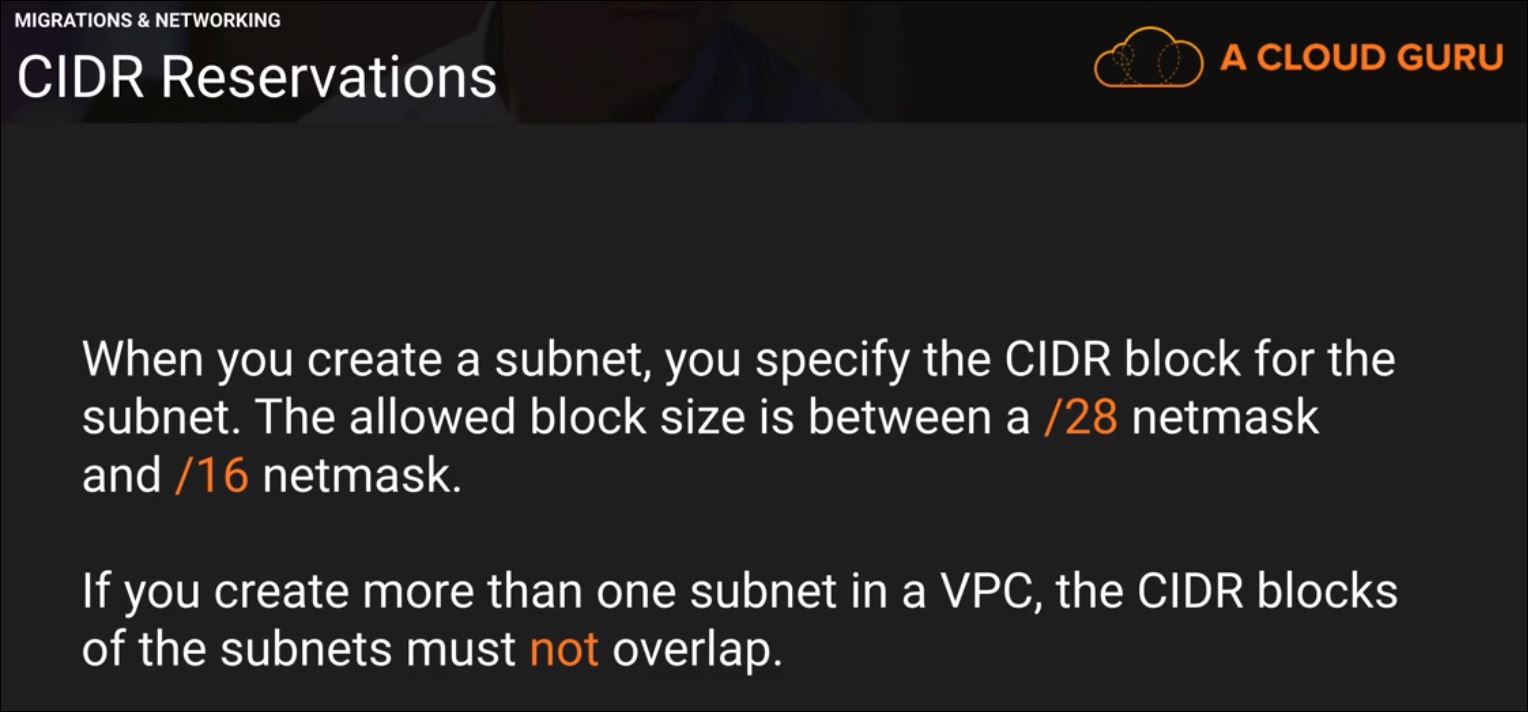 MIGRATIONS & NETWORKING
CIDR Reservations
A CLOUD GURU
When you create a subnet, you specify the CIDR block for the
subnet. The allowed block size is between a /28 netmask
and /16 netmask.
If you create more than one subnet in a VPC, the CIDR blocks
of the subnets must not overlap.